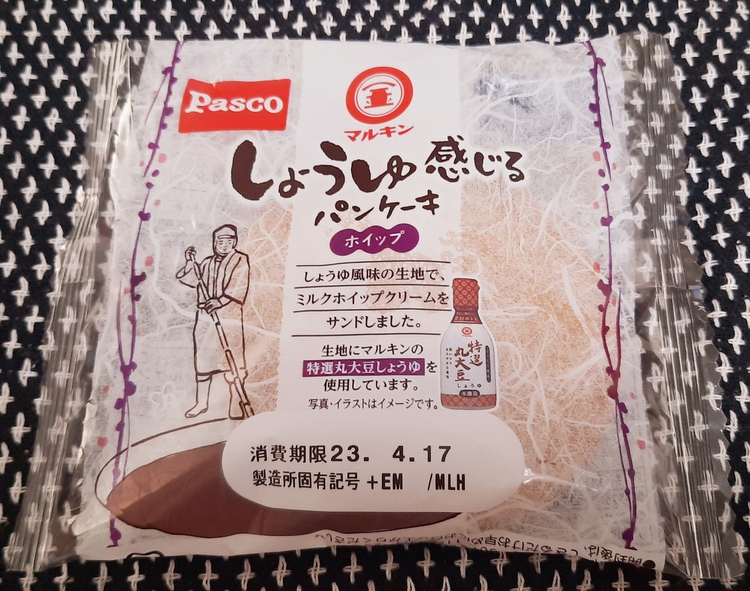 Pasco
マルキン
しょうゆ感じる
パンケーキ
ホイップ
しょうゆ風味の生地で、
ミルクホイップクリームを
サンドしました。
生地にマルキンの
特選丸大豆しょうゆを
使用しています。
写真・イラストはイメージです。
特選
丸大豆
しょうゆ
消費期限23. 4.17
製造所固有記号 +EM /MLH
●開封後は、